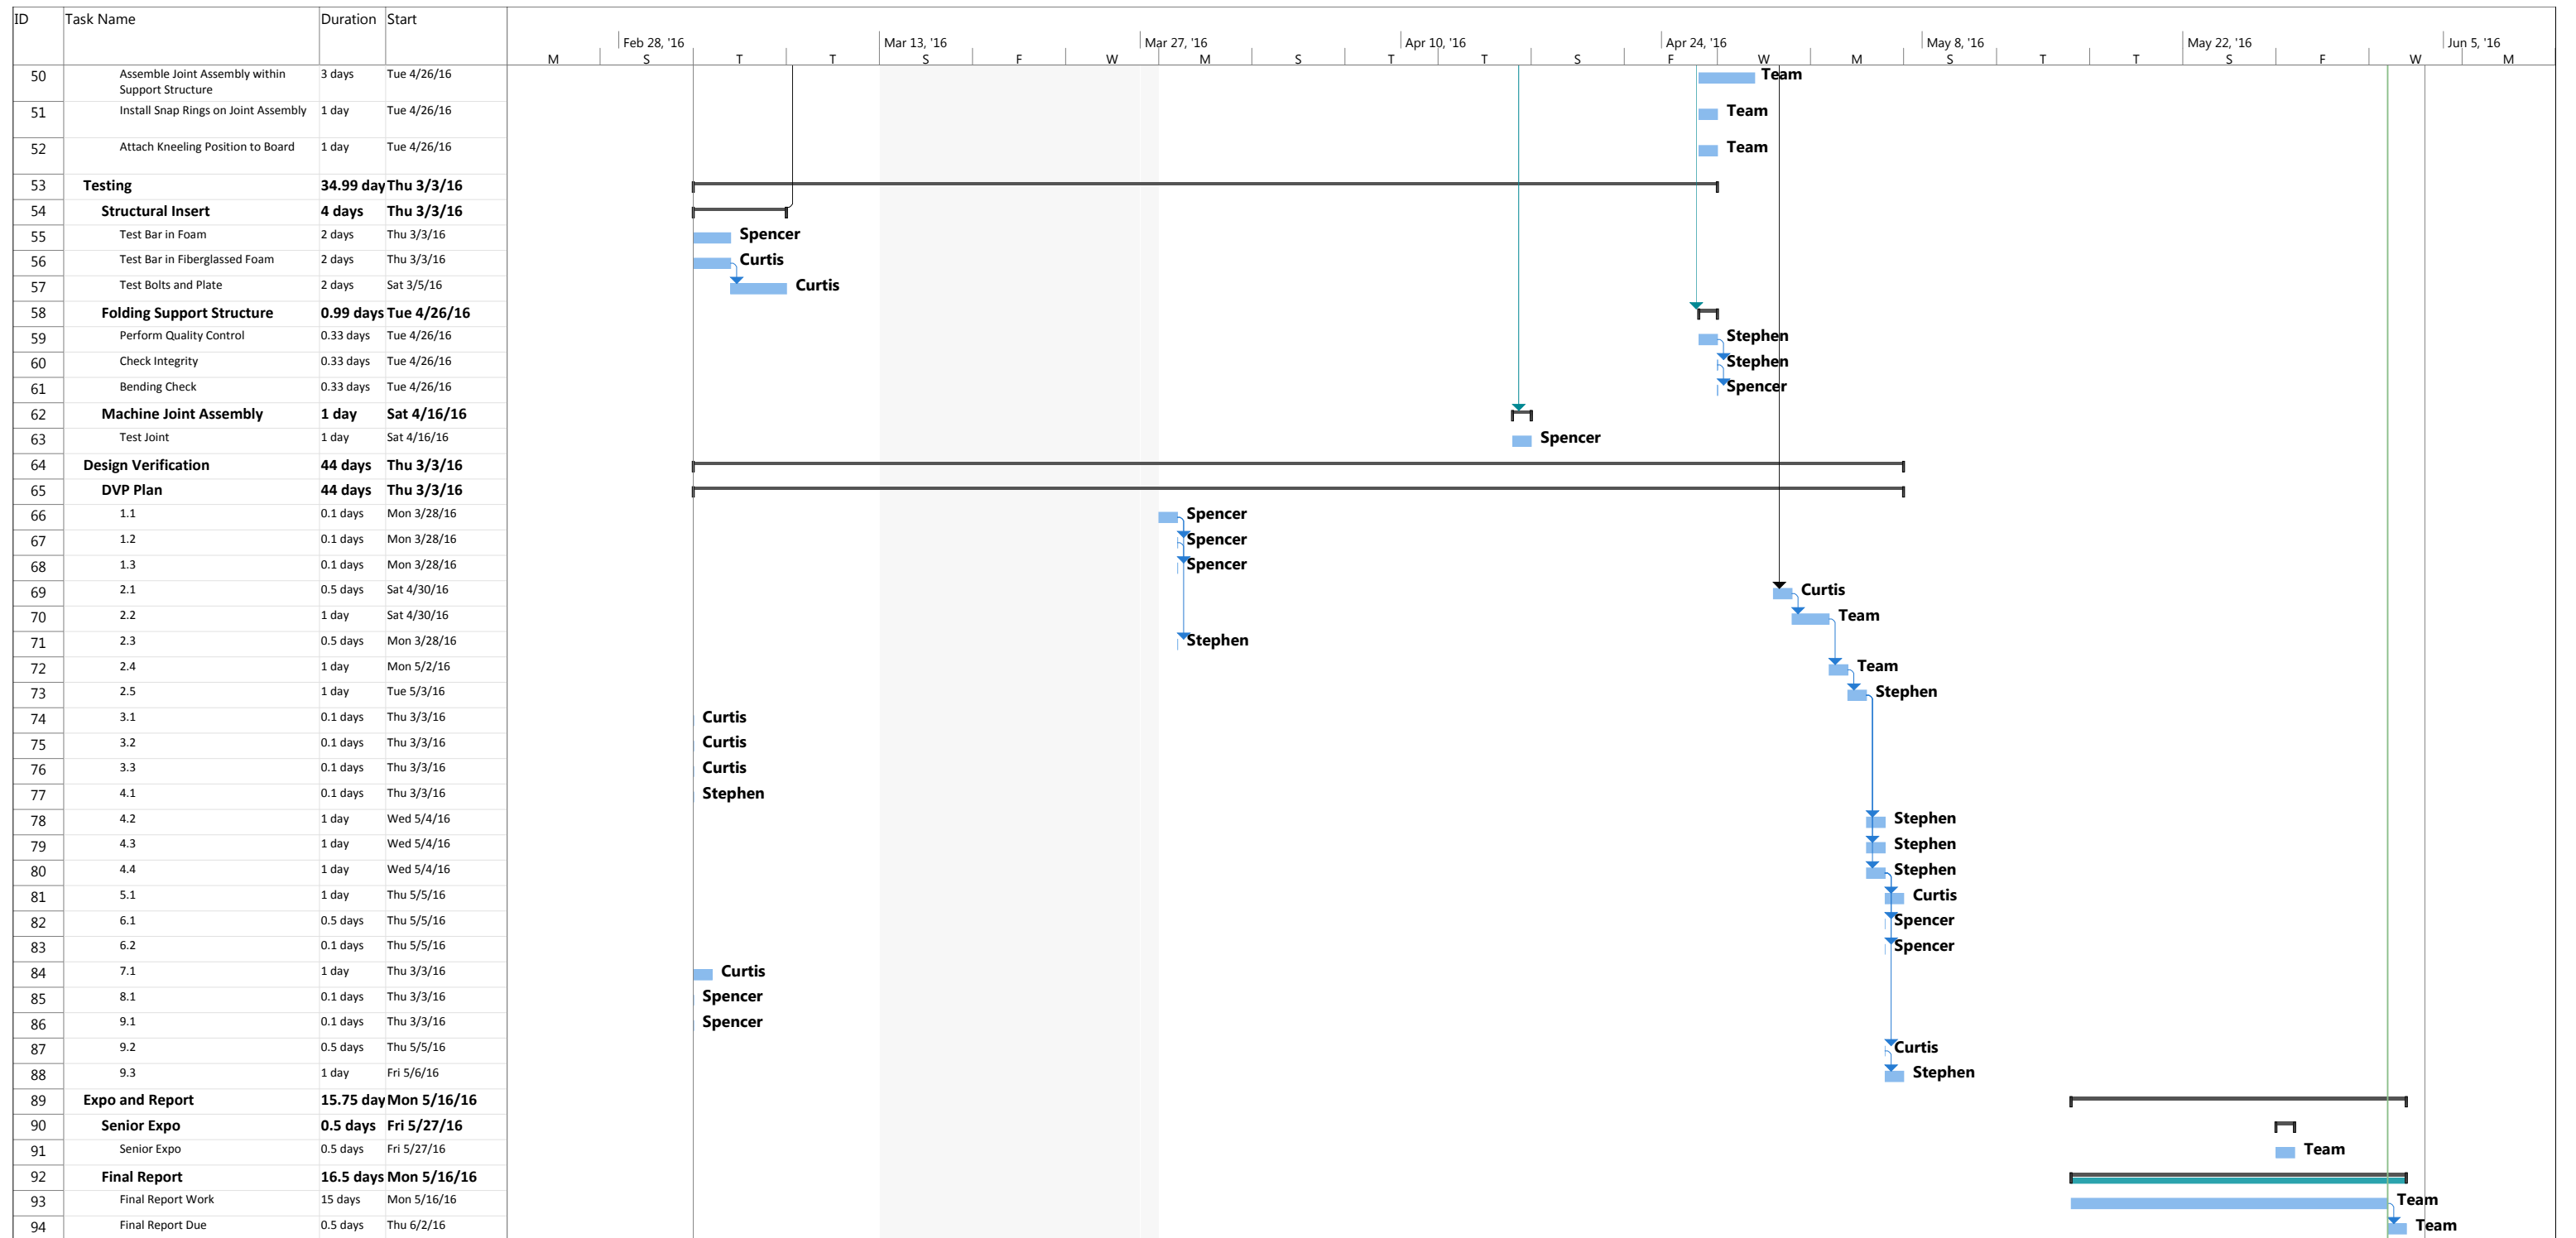 ID Task Name Duration Start
Feb 28, '16 Mar 13, '16 Mar 27, '16 Apr 10, '16 Apr 24, '16 May 8, '16 May 22, '16 Jun 5, '16
M S T T S F W M S T T S F W M S T T S F W M
50 Assemble Joint Assembly within 3 days Tue 4/26/16 Team
Support Structure
51 Install Snap Rings on Joint Assembly 1 day Tue 4/26/16 Team
52 Attach Kneeling Position to Board 1 day Tue 4/26/16 Team
53 Testing 34.99 day Thu 3/3/16
54 Structural Insert 4 days Thu 3/3/16
55 Test Bar in Foam 2 days Thu 3/3/16 Spencer
56 Test Bar in Fiberglassed Foam 2 days Thu 3/3/16 Curtis
57 Test Bolts and Plate 2 days Sat 3/5/16 Curtis
58 Folding Support Structure 0.99 days Tue 4/26/16
59 Perform Quality Control 0.33 days Tue 4/26/16 Stephen
60 Check Integrity 0.33 days Tue 4/26/16 Stephen
61 Bending Check 0.33 days Tue 4/26/16 Spencer
62 Machine Joint Assembly 1 day Sat 4/16/16
63 Test Joint 1 day Sat 4/16/16 Spencer
64 Design Verification 44 days Thu 3/3/16
65 DVP Plan 44 days Thu 3/3/16
66 1.1 0.1 days Mon 3/28/16 Spencer
67 1.2 0.1 days Mon 3/28/16 Spencer
68 1.3 0.1 days Mon 3/28/16 Spencer
69 2.1 0.5 days Sat 4/30/16 Curtis
70 2.2 1 day Sat 4/30/16 Team
71 2.3 0.5 days Mon 3/28/16 Stephen
72 2.4 1 day Mon 5/2/16 Team
73 2.5 1 day Tue 5/3/16 Stephen
74 3.1 0.1 days Thu 3/3/16 Curtis
75 3.2 0.1 days Thu 3/3/16 Curtis
76 3.3 0.1 days Thu 3/3/16 Curtis
77 4.1 0.1 days Thu 3/3/16 Stephen
78 4.2 1 day Wed 5/4/16 Stephen
79 4.3 1 day Wed 5/4/16 Stephen
80 4.4 1 day Wed 5/4/16 Stephen
81 5.1 1 day Thu 5/5/16 Curtis
82 6.1 0.5 days Thu 5/5/16 Spencer
83 6.2 0.1 days Thu 5/5/16 Spencer
84 7.1 1 day Thu 3/3/16 Curtis
85 8.1 0.1 days Thu 3/3/16 Spencer
86 9.1 0.1 days Thu 3/3/16 Spencer
87 9.2 0.5 days Thu 5/5/16 Curtis
88 9.3 1 day Fri 5/6/16 Stephen
89 Expo and Report 15.75 day Mon 5/16/16
90 Senior Expo 0.5 days Fri 5/27/16
91 Senior Expo 0.5 days Fri 5/27/16 Team
92 Final Report 16.5 days Mon 5/16/16
93 Final Report Work 15 days Mon 5/16/16 Team
94 Final Report Due 0.5 days Thu 6/2/16 Team